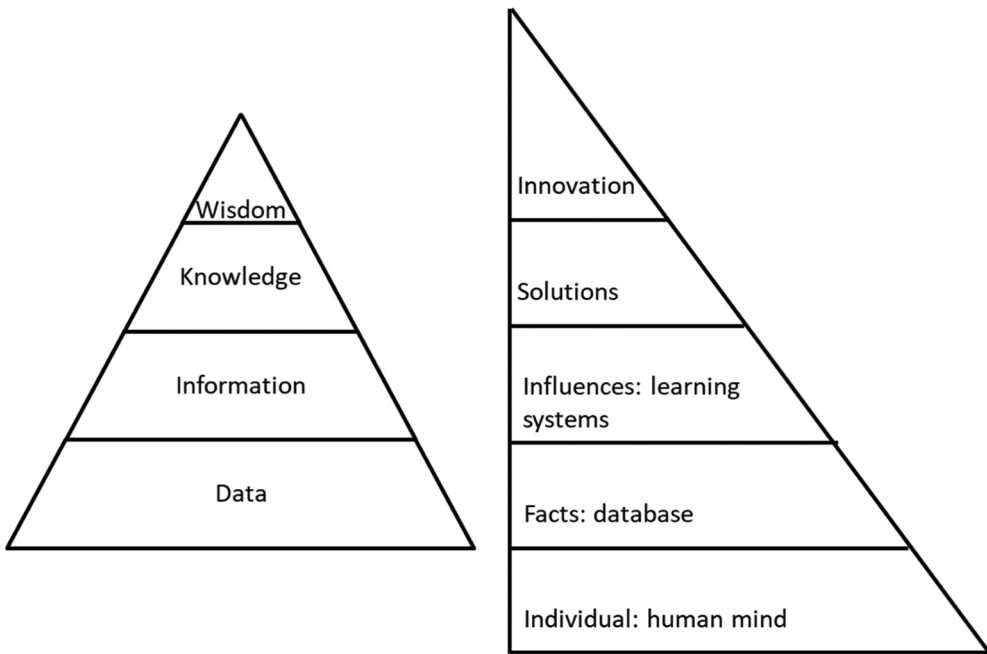 Wisdom
Knowledge
Information
Data
Innovation
Solutions
Influences: learning
systems
Facts: database
Individual: human mind